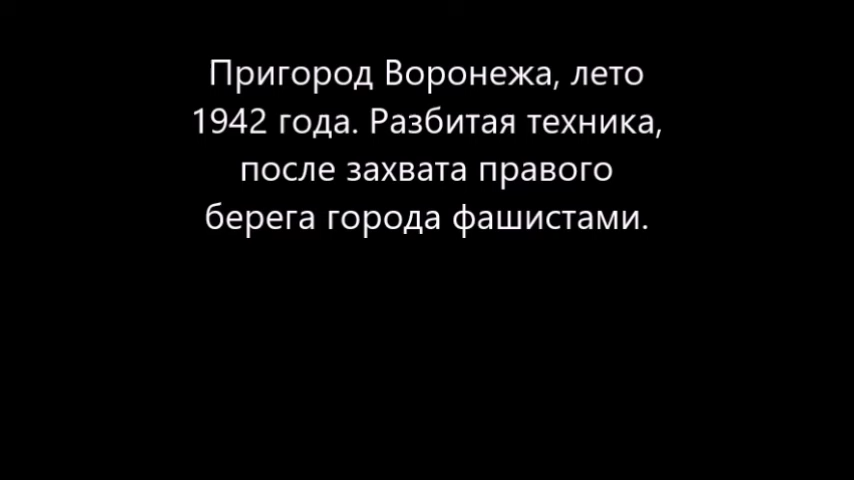 Пригород Воронежа, лето
1942 года. Разбитая техника,
после захвата правого
берега города фашистами.